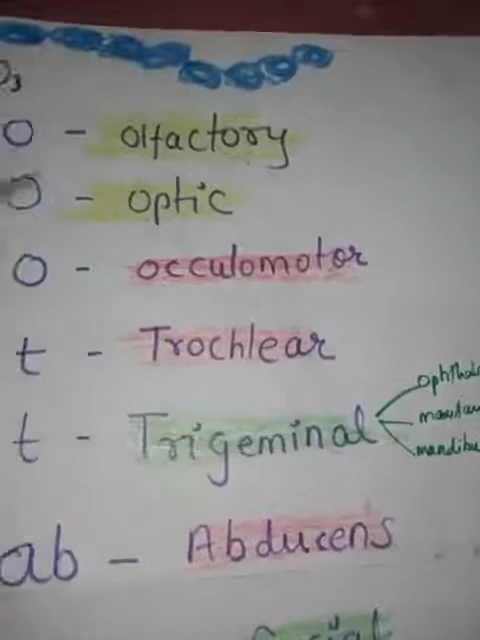 O - olfactory
O - optic
O - occulomotor
t - Trochlear
t - Trigeminal
ab - Abducens